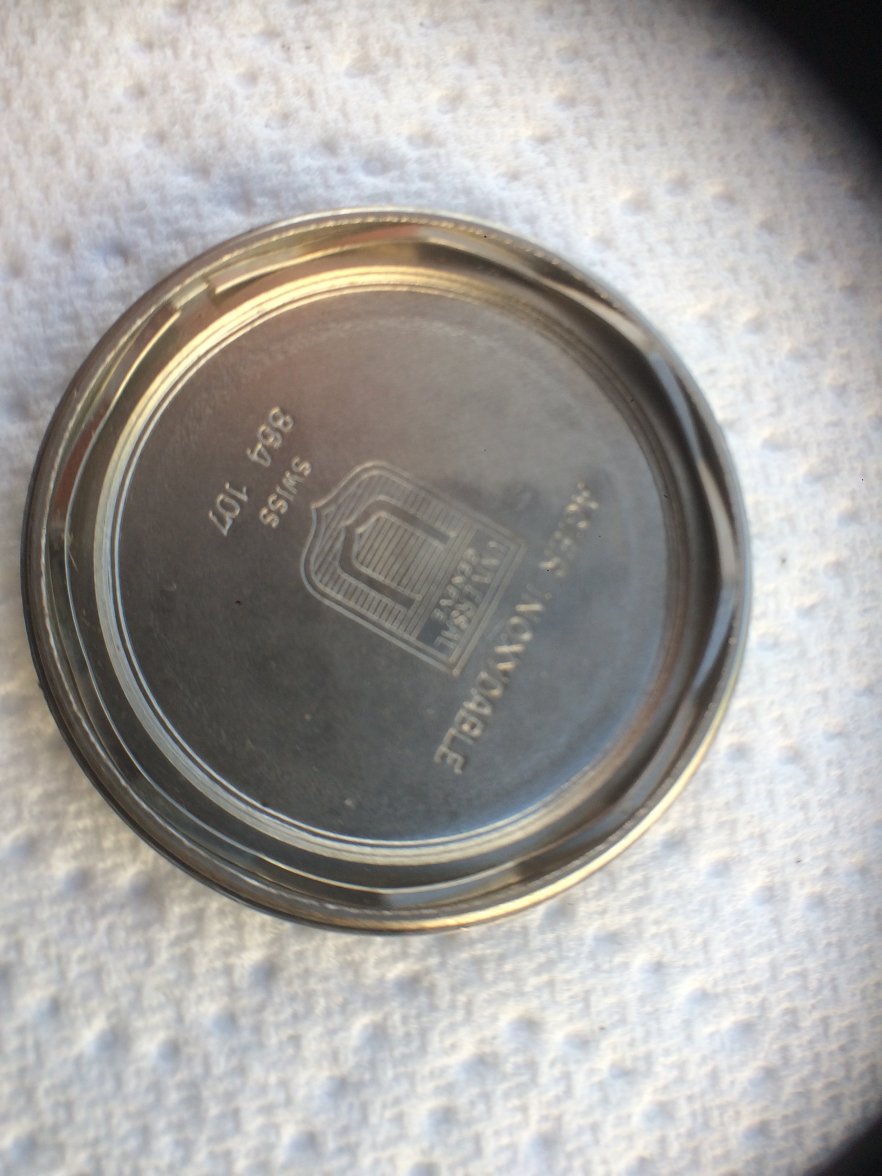 ACIER INOXYDABLE
UNIVERSAL
GENEVE
SWISS
864 107